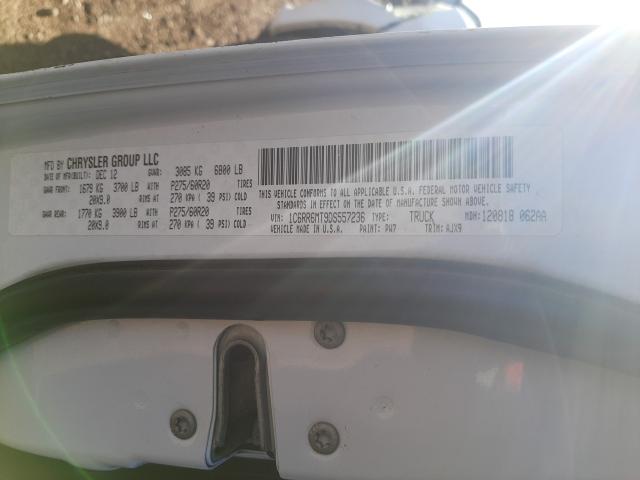 MFD BY CHRYSLER GROUP LLC
DATE OF MFR(BUILT): DEC 12 GVWR: 3085 KG 6800 LB
GAWR FRONT: 1679 KG 3700 LB WITH P275/60R20 TIRES
20X9.0 RIMS AT 270 KPA ( 39 PSI) COLD
GAWR REAR: 1770 KG 3900 LB WITH P275/60R20 TIRES
20X9.0 RIMS AT 270 KPA ( 39 PSI) COLD
THIS VEHICLE CONFORMS TO ALL APPLICABLE U.S.A. FEDERAL MOTOR VEHICLE SAFETY
STANDARDS IN EFFECT ON THE DATE OF MANUFACTURE SHOWN ABOVE.
VIN: 1C6RR6MT9DS557236 TYPE: TRUCK MDH: 120818 062AA
VEHICLE MADE IN U.S.A. PAINT: PW7 TRIM: AJX9